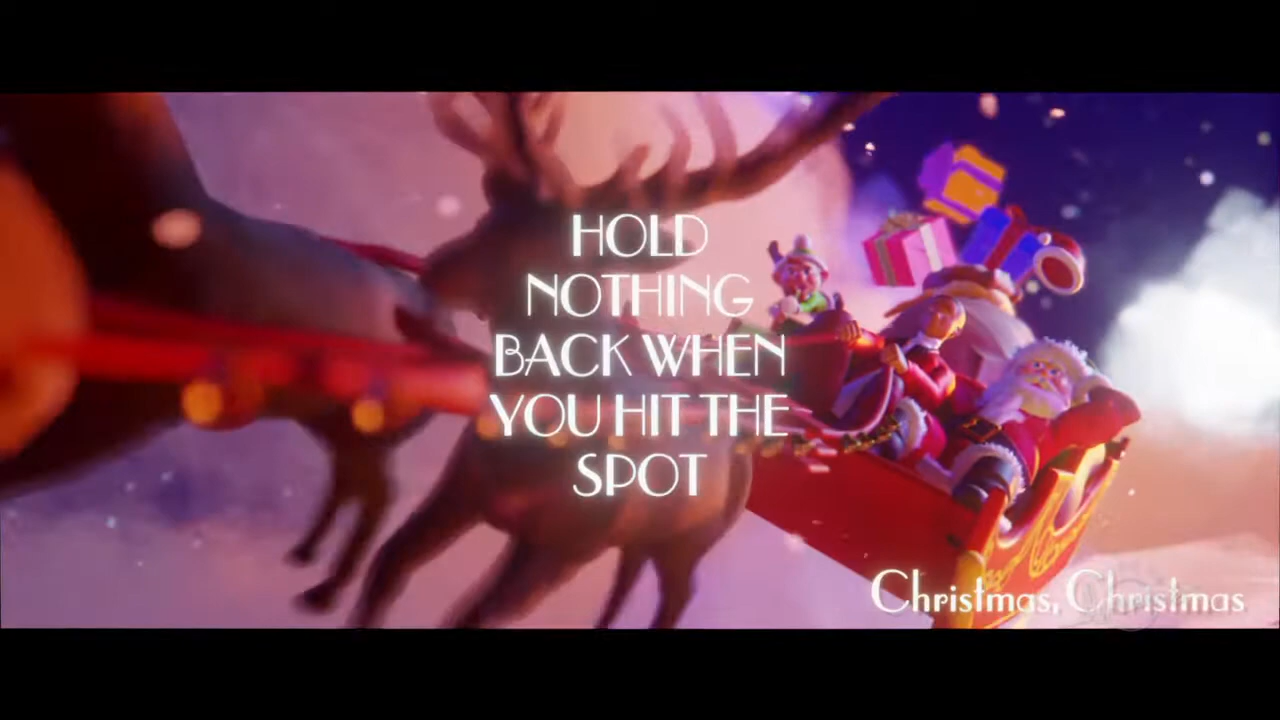 HOLD
NOTHING
BACK WHEN
YOU HIT THE
SPOT
Christmas, Christmas